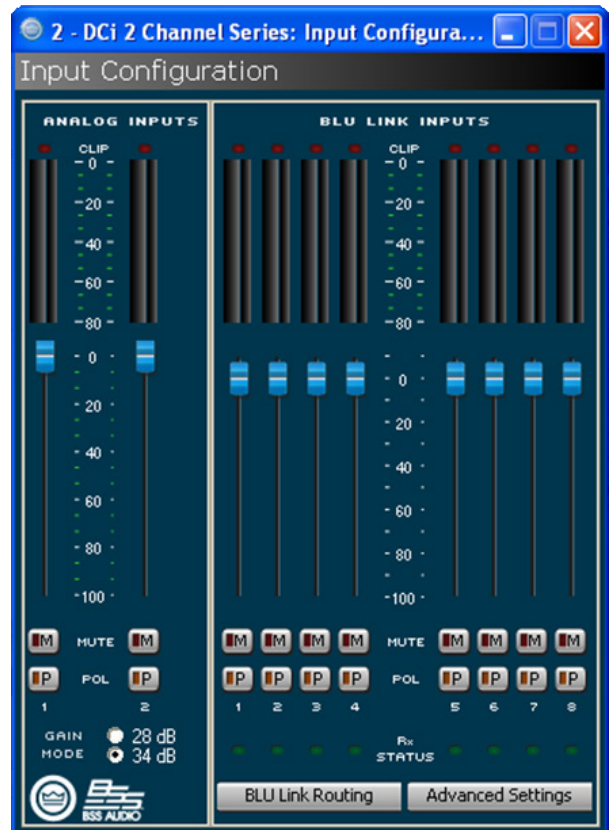 2 - DCi 2 Channel Series: Input Configura...
Input Configuration
ANALOG INPUTS
CLIP
0
20
40
60
80
0
20
40
60
80
100
M MUTE M
P POL P
1 2
GAIN MODE
28 dB
34 dB
BSS
BSS AUDIO
BLU LINK INPUTS
CLIP
0
20
40
60
80
0
20
40
60
80
100
M M M M MUTE M M M M
P P P P POL P P P P
1 2 3 4 5 6 7 8
Rx
STATUS
BLU Link Routing Advanced Settings